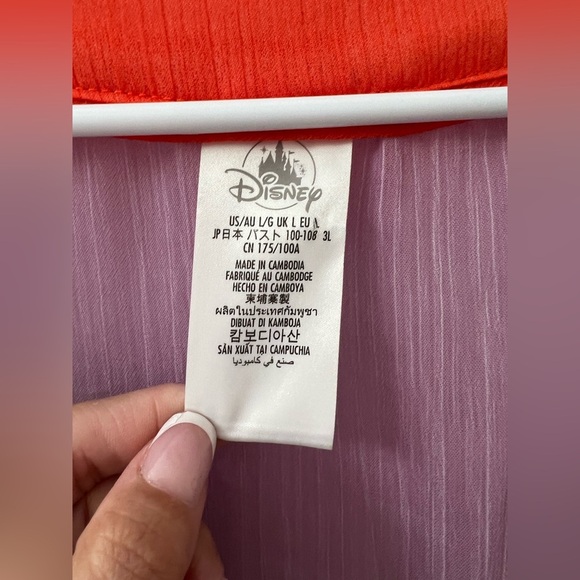 Disney
US/AU L/G UK L EU L
JP日本 バスト 100-108 3L
CN 175/100A
MADE IN CAMBODIA
FABRIQUÉ AU CAMBODGE
HECHO EN CAMBOYA
柬埔寨製
ผลิตในประเทศกัมพูชา
DIBUAT DI KAMBOJA
캄보디아산
SẢN XUẤT TẠI CAMPUCHIA
صنع في كامبوديا